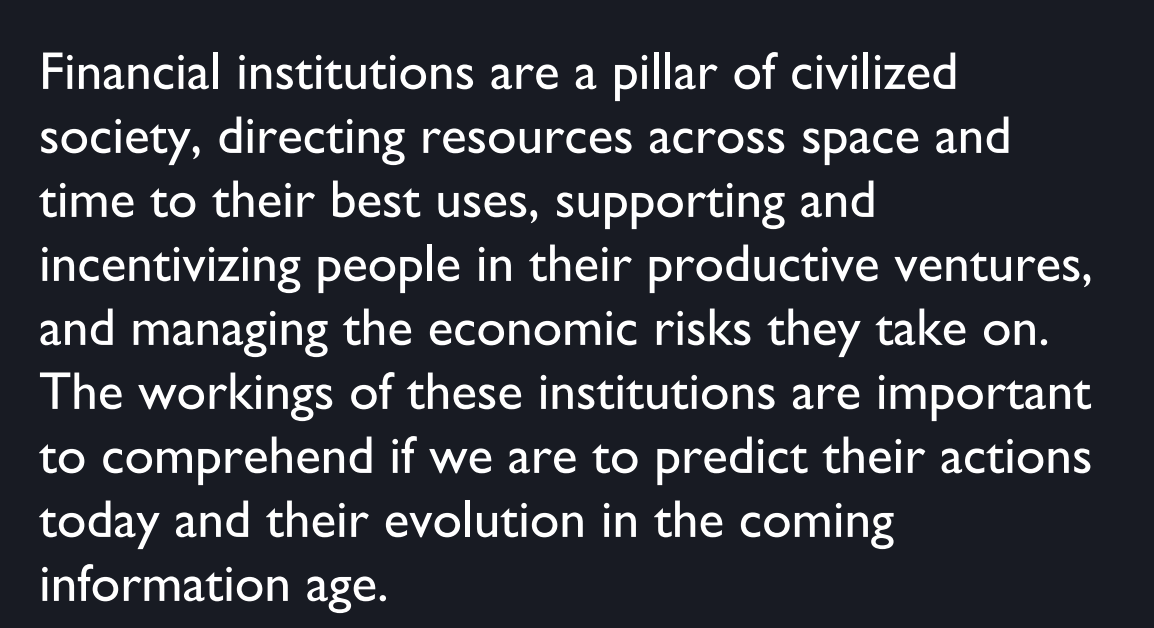 Financial institutions are a pillar of civilized
society, directing resources across space and
time to their best uses, supporting and
incentivizing people in their productive ventures,
and managing the economic risks they take on.
The workings of these institutions are important
to comprehend if we are to predict their actions
today and their evolution in the coming
information age.